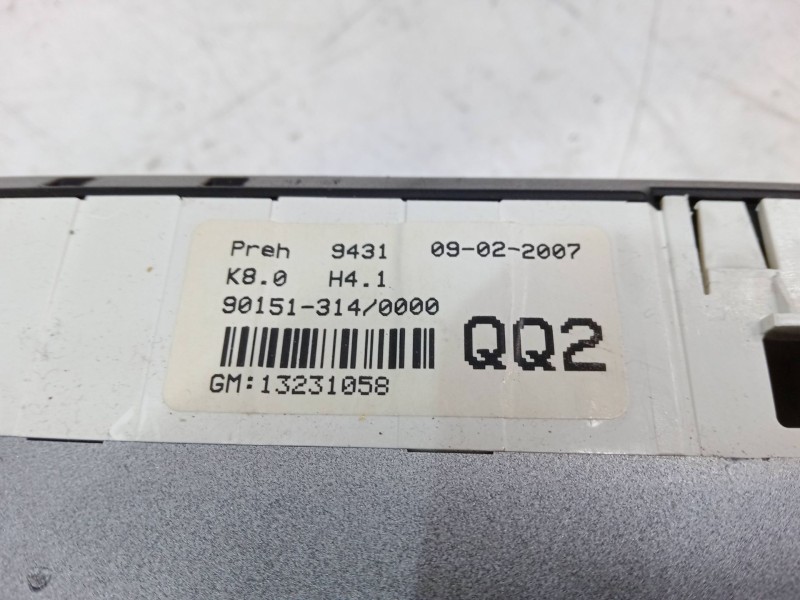 Preh 9431 09-02-2007
K8.0 H4.1
90151-314/0000
QQ2
GM:13231058